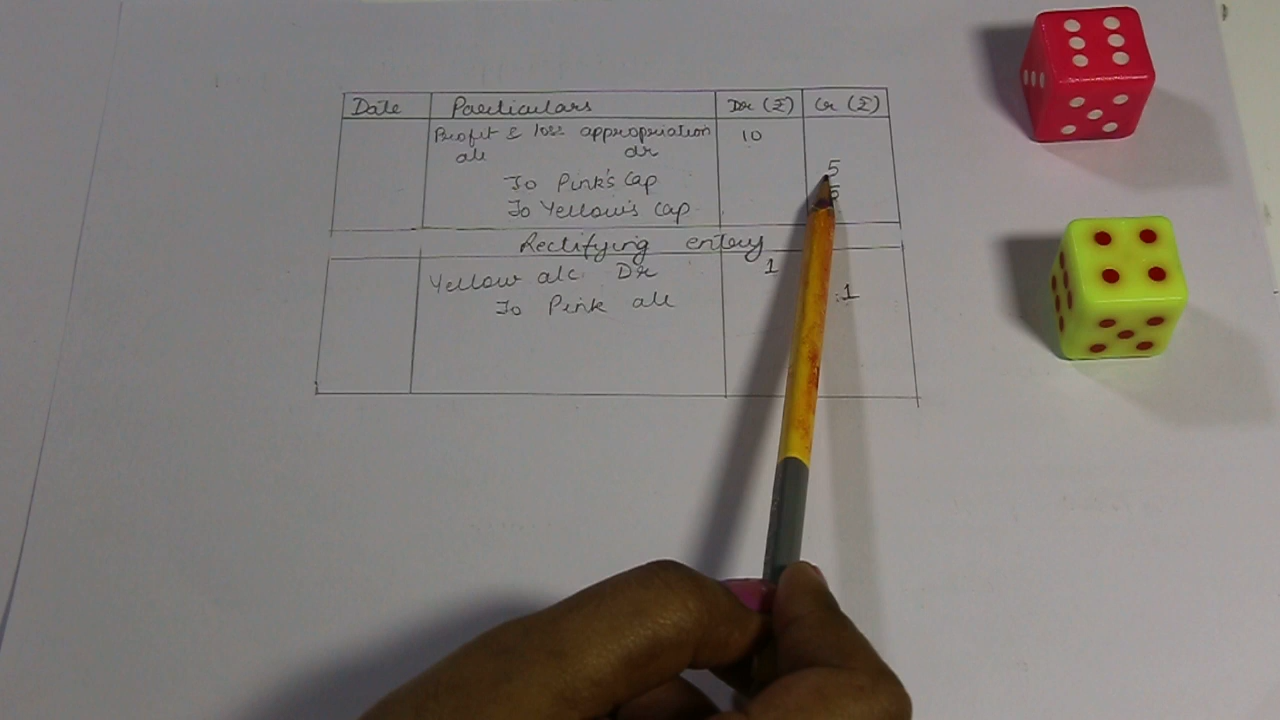 Date Particulars Dr (₹) Cr (₹)
Profit & loss appropriation 10
a/c dr
5
To Pink's Cap
5
To Yellow's Cap
Rectifying entry
Yellow a/c Dr 1
To Pink a/c 1